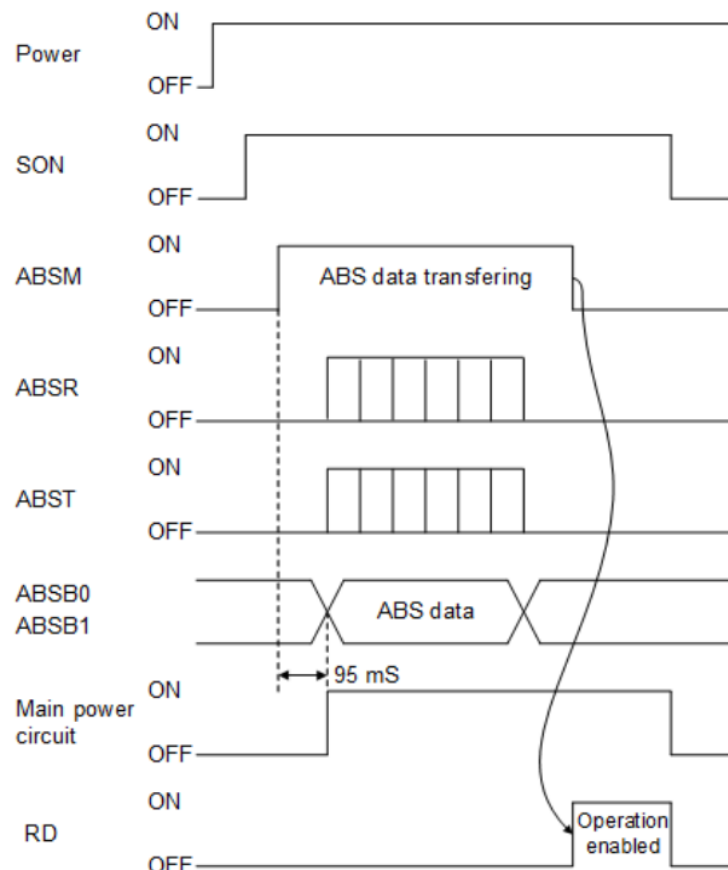 ON
Power
OFF
ON
SON
OFF
ON
ABSM
ABS data transfering
OFF
ON
ABSR
OFF
ON
ABST
OFF
ABSB0
ABS data
ABSB1
95 mS
ON
Main power
circuit
OFF
ON
RD
Operation
enabled
OFF